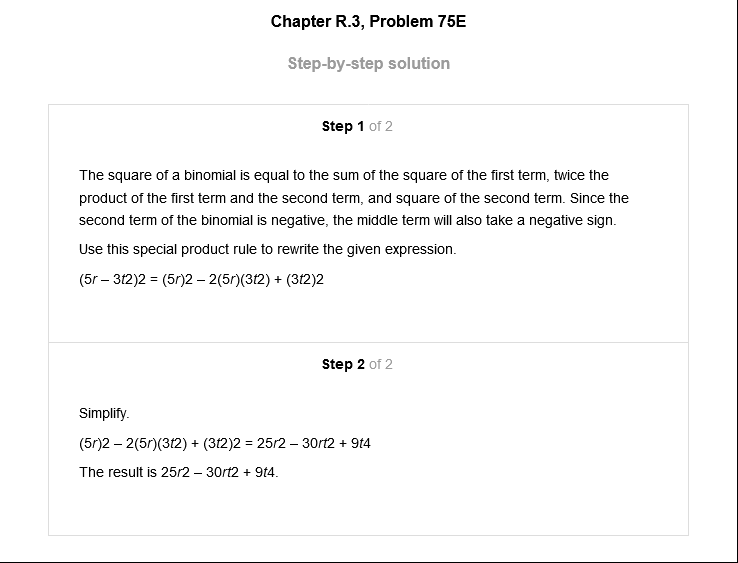 Chapter R.3, Problem 75E
Step-by-step solution
Step 1 of 2
The square of a binomial is equal to the sum of the square of the first term, twice the
product of the first term and the second term, and square of the second term. Since the
second term of the binomial is negative, the middle term will also take a negative sign.
Use this special product rule to rewrite the given expression.
(5r – 3t2)2 = (5r)2 – 2(5r)(3t2) + (3t2)2
Step 2 of 2
Simplify.
(5r)2 – 2(5r)(3t2) + (3t2)2 = 25r2 – 30rt2 + 9t4
The result is 25r2 – 30rt2 + 9t4.